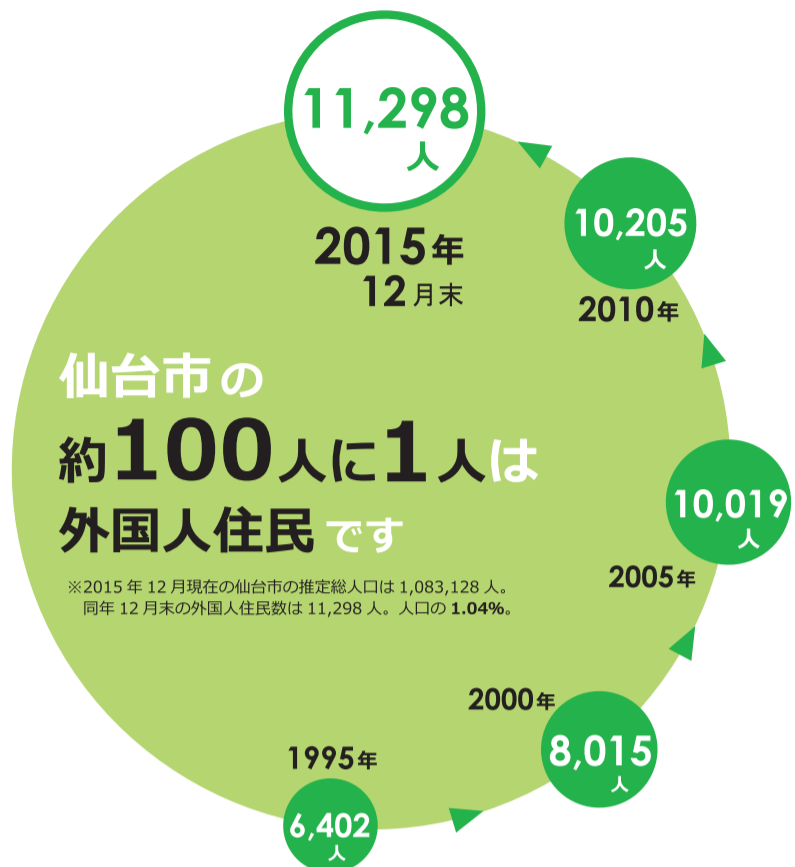 11,298
人
2015年
12月末
10,205
人
2010年
仙台市の
約100人に1人は
外国人住民です
※2015年12月現在の仙台市の推定総人口は1,083,128人。
同年12月末の外国人住民数は11,298人。人口の1.04%。
10,019
人
2005年
2000年
8,015
人
1995年
6,402
人